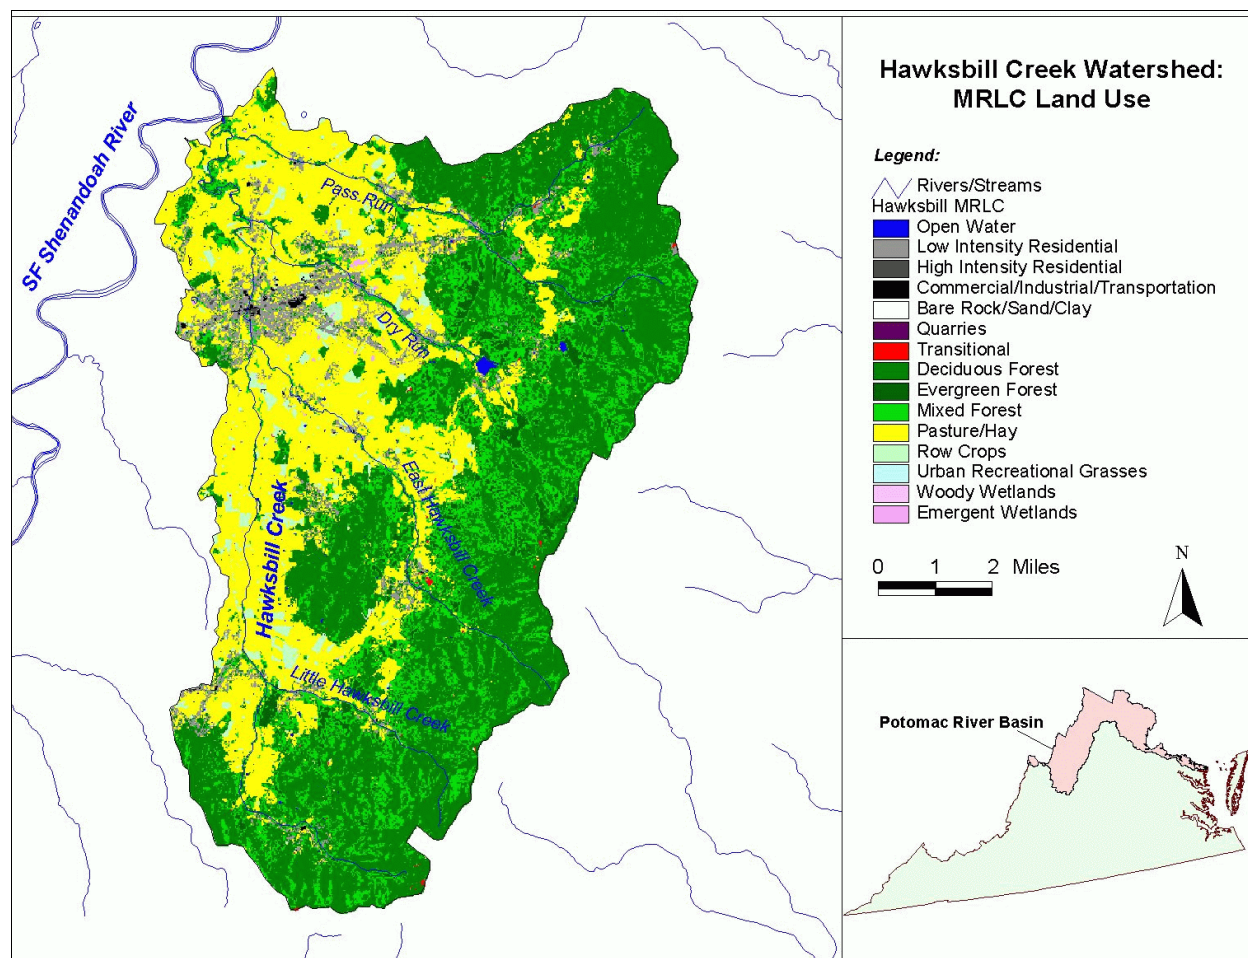 Hawksbill Creek Watershed:
MRLC Land Use
Legend:
Rivers/Streams
Hawksbill MRLC
Open Water
Low Intensity Residential
High Intensity Residential
Commercial/Industrial/Transportation
Bare Rock/Sand/Clay
Quarries
Transitional
Deciduous Forest
Evergreen Forest
Mixed Forest
Pasture/Hay
Row Crops
Urban Recreational Grasses
Woody Wetlands
Emergent Wetlands
0 1 2 Miles
N
Potomac River Basin
SF Shenandoah River
Pass Run
Dry Run
East Hawksbill Creek
Hawksbill Creek
Little Hawksbill Creek